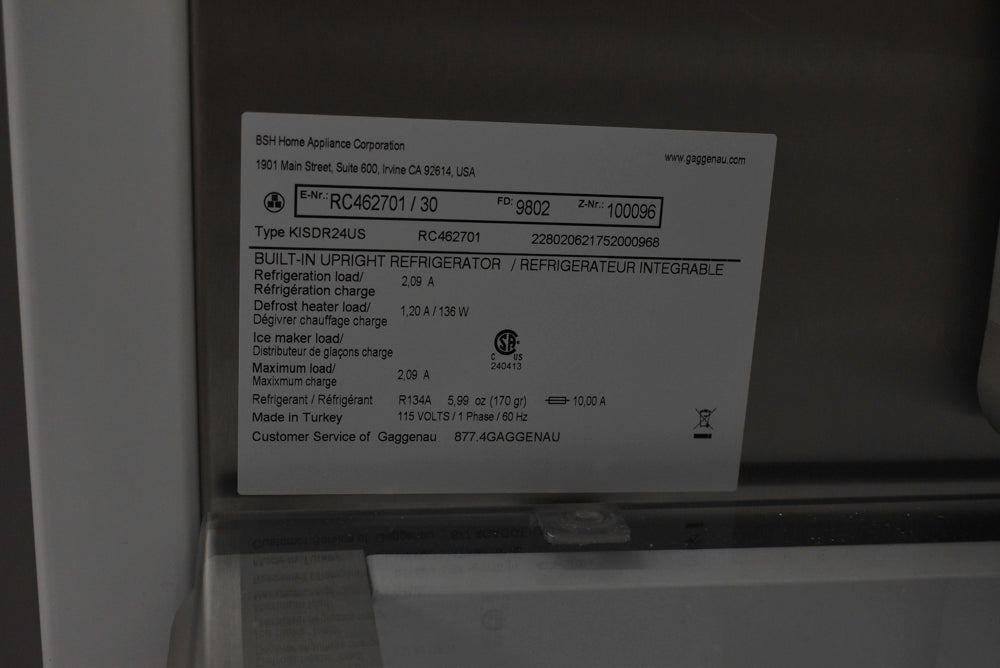 BSH Home Appliance Corporation
www.gaggenau.com
1901 Main Street, Suite 600, Irvine CA 92614, USA
E-Nr.: RC462701 / 30 FD: 9802 Z-Nr.: 100096
Type KISDR24US RC462701 228020621752000968
BUILT-IN UPRIGHT REFRIGERATOR / REFRIGERATEUR INTEGRABLE
Refrigeration load/ 2,09 A
Réfrigération charge
Defrost heater load/ 1,20 A / 136 W
Dégivrer chauffage charge
Ice maker load/
Distributeur de glaçons charge
SA
C US
240413
Maximum load/ 2,09 A
Maxixmum charge
Refrigerant / Réfrigérant R134A 5,99 oz (170 gr) 10,00 A
Made in Turkey 115 VOLTS / 1 Phase / 60 Hz
Customer Service of Gaggenau 877.4GAGGENAU